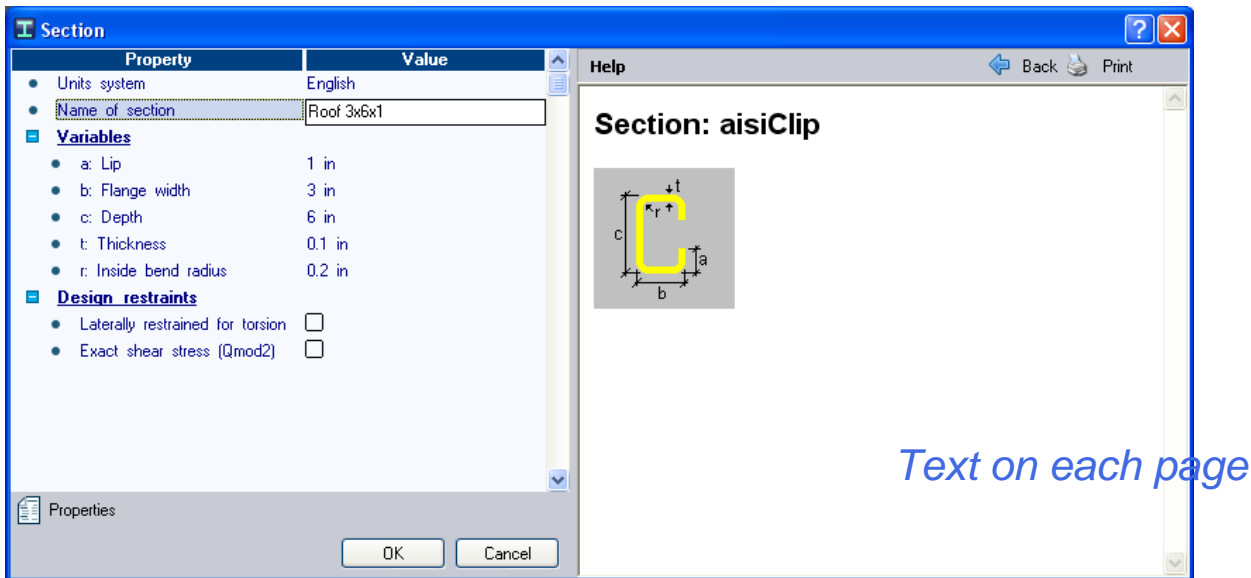 Section
Property Value
Units system English
Name of section Roof 3x6x1
Variables
a: Lip 1 in
b: Flange width 3 in
c: Depth 6 in
t: Thickness 0.1 in
r: Inside bend radius 0.2 in
Design restraints
Laterally restrained for torsion
Exact shear stress (Qmod2)
Properties
OK Cancel
Help Back Print
Section: aisiClip
t
r
c
a
b
Text on each page